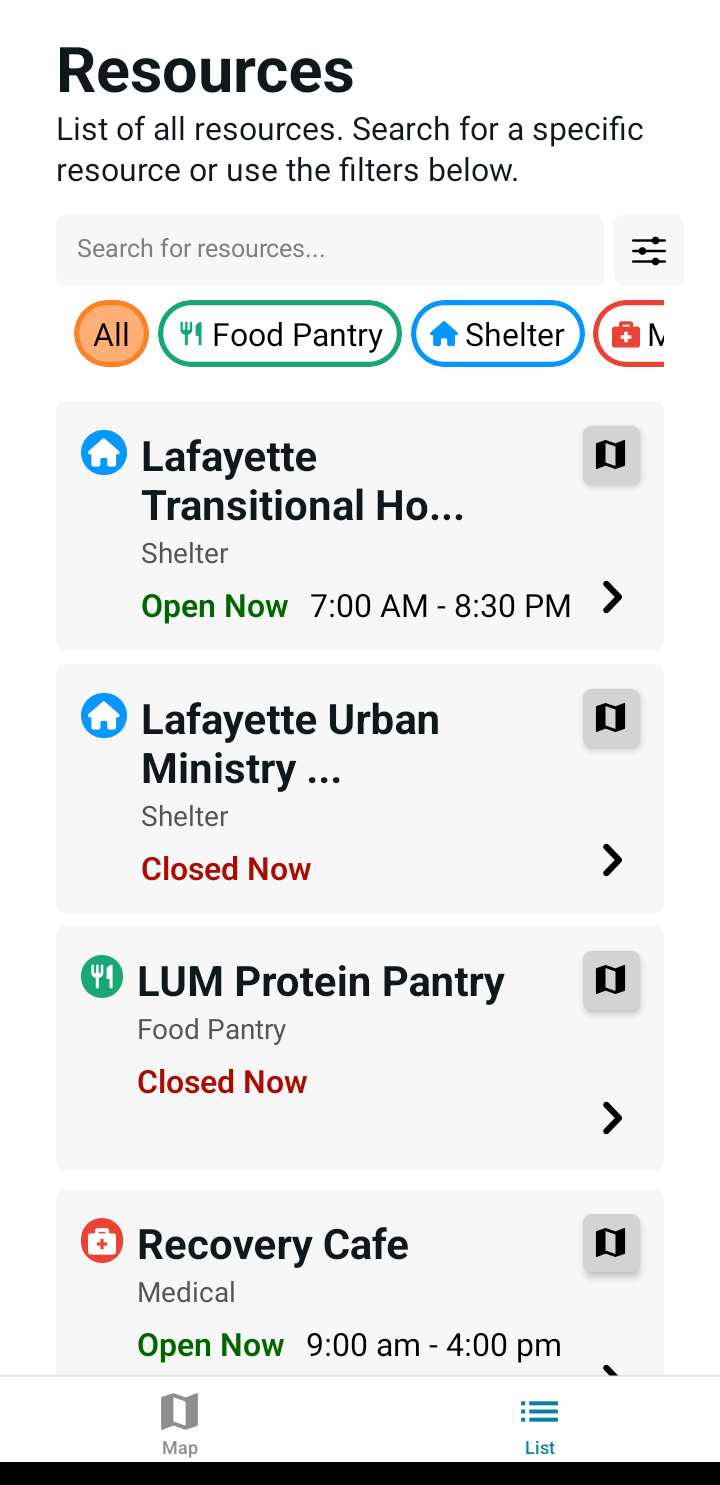 Resources
List of all resources. Search for a specific
resource or use the filters below.
Search for resources...
All
Food Pantry
Shelter
M
Lafayette
Transitional Ho...
Shelter
Open Now 7:00 AM - 8:30 PM
Lafayette Urban
Ministry ...
Shelter
Closed Now
LUM Protein Pantry
Food Pantry
Closed Now
Recovery Cafe
Medical
Open Now 9:00 am - 4:00 pm
Map
List